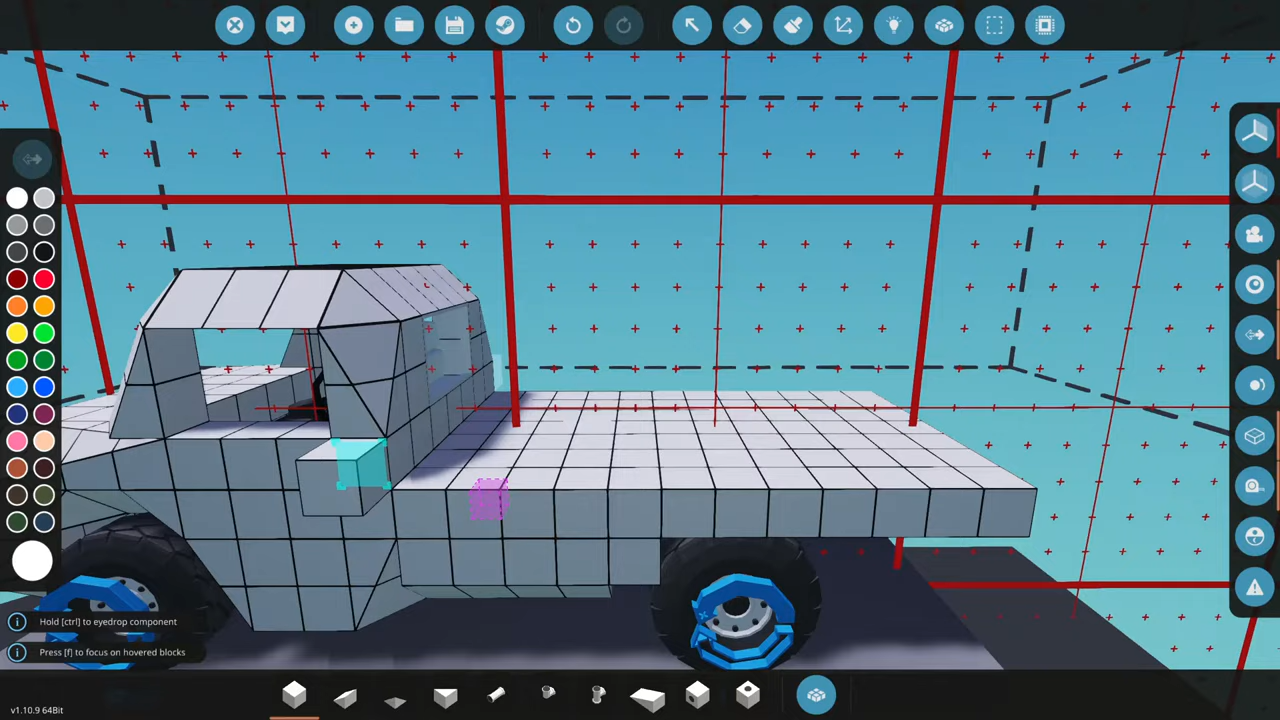 Hold [ctrl] to eyedrop component
Press [f] to focus on hovered blocks
v1.10.9 64Bit